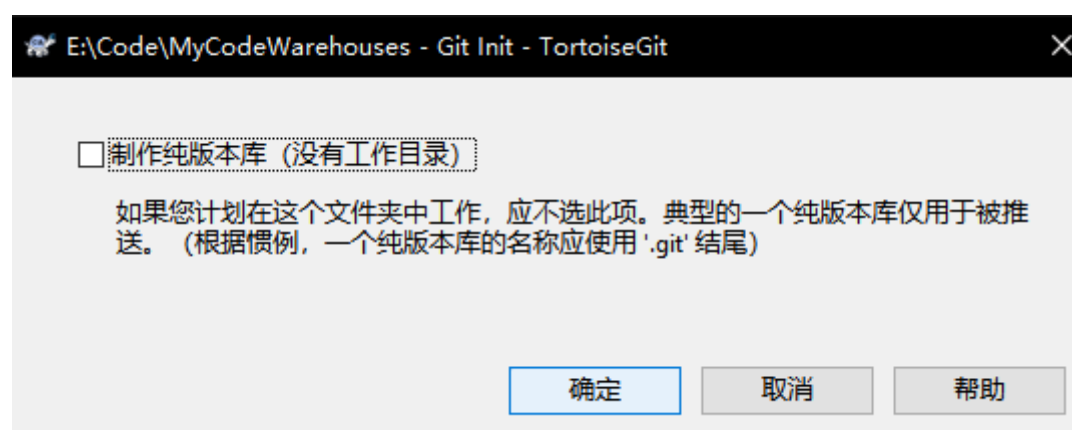 E:\Code\MyCodeWarehouses - Git Init - TortoiseGit
制作纯版本库（没有工作目录）
如果您计划在这个文件夹中工作，应不选此项。典型的一个纯版本库仅用于被推
送。（根据惯例，一个纯版本库的名称应使用 '.git' 结尾）
确定 取消 帮助